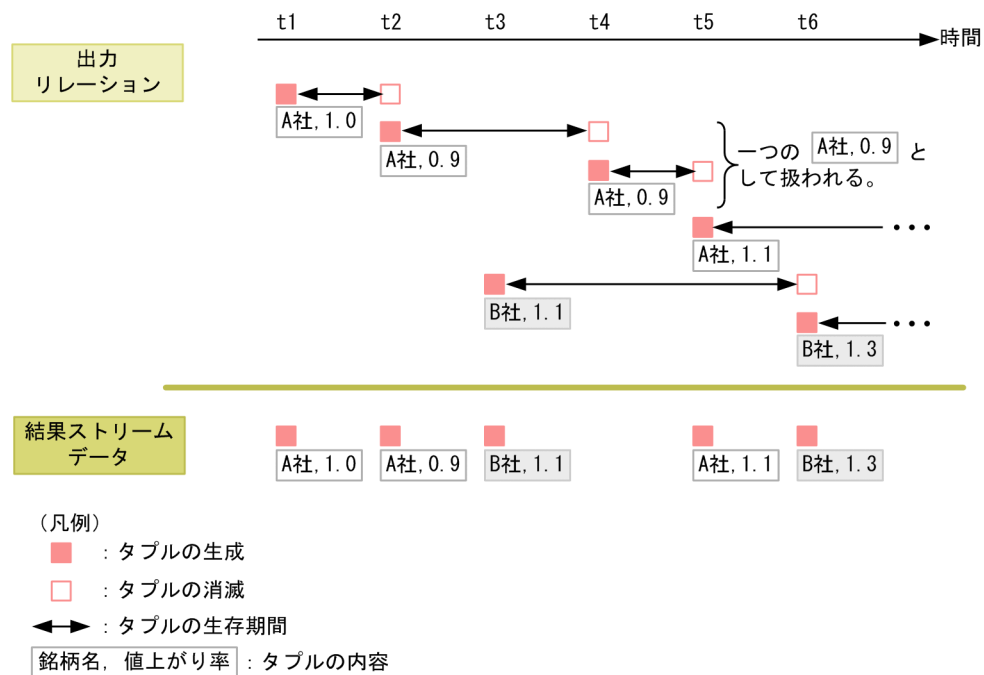 t1 t2 t3 t4 t5 t6
時間
出力
リレーション
A社,1.0
A社,0.9
一つの A社,0.9 と
して扱われる。
A社,0.9
A社,1.1
・・・
B社,1.1
・・・
B社,1.3
結果ストリーム
データ
A社,1.0 A社,0.9 B社,1.1 A社,1.1 B社,1.3
（凡例）
：タプルの生成
：タプルの消滅
：タプルの生存期間
銘柄名, 値上がり率 ：タプルの内容